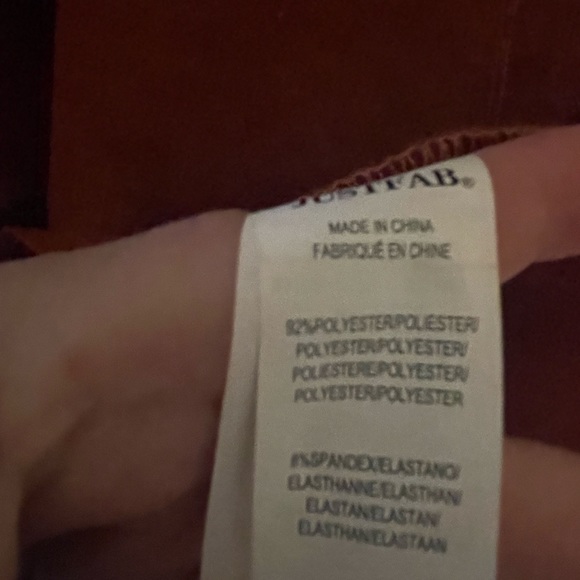 JUSTFAB®
MADE IN CHINA
FABRIQUÉ EN CHINE
92%POLYESTER/POLIESTER/
POLYESTER/POLYESTER/
POLIESTERE/POLYESTER/
POLYESTER/POLYESTER
8%SPANDEX/ELASTANO/
ELASTHANNE/ELASTHAN/
ELASTAN/ELASTAN/
ELASTHAN/ELASTAAN